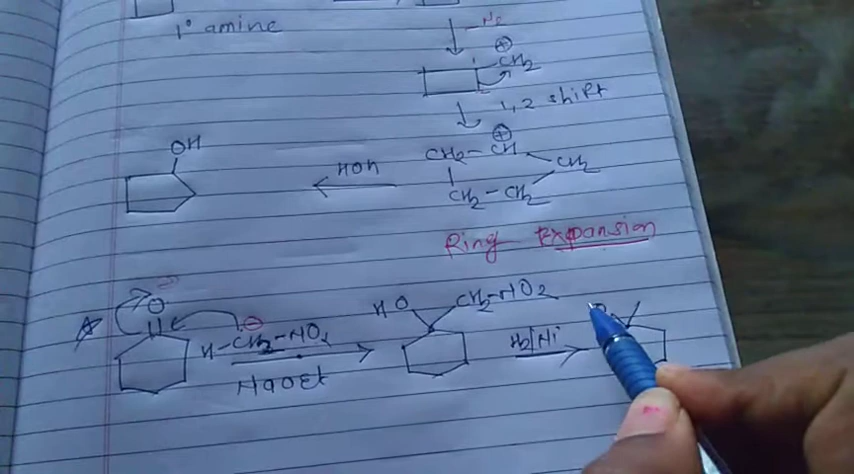 1° amine
- N2
⊕
CH2
1,2 shift
OH
HOH
⊕
CH2 - CH
CH2
CH2 - CH2
Ring Expansion
⊖
O
H - CH2 - NO2
⊖
NaOEt
HO
CH2 - NO2
H2/Ni